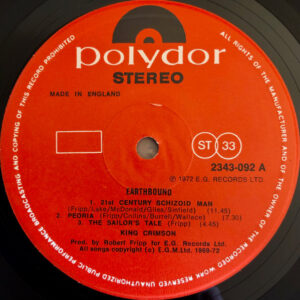 polydor
STEREO
MADE IN ENGLAND
ST 33
2343-092 A
℗ 1972 E.G. RECORDS LTD.
EARTHBOUND
1. 21st CENTURY SCHIZOID MAN
(Fripp/Lake/McDonald/Giles/Sinfield) (11.45)
2. PEORIA (Fripp/Collins/Burrell/Wallace) (7.30)
3. THE SAILOR'S TALE (Fripp) (4.45)
KING CRIMSON
Prod. by Robert Fripp for E.G. Records Ltd.
All songs copyright (c) E.G.M.Ltd. 1969-72
ALL RIGHTS OF THE MANUFACTURER AND OF THE OWNER OF THE RECORDED WORK RESERVED UNAUTHORIZED PUBLIC PERFORMANCE BROADCASTING AND COPYING OF THIS RECORD PROHIBITED